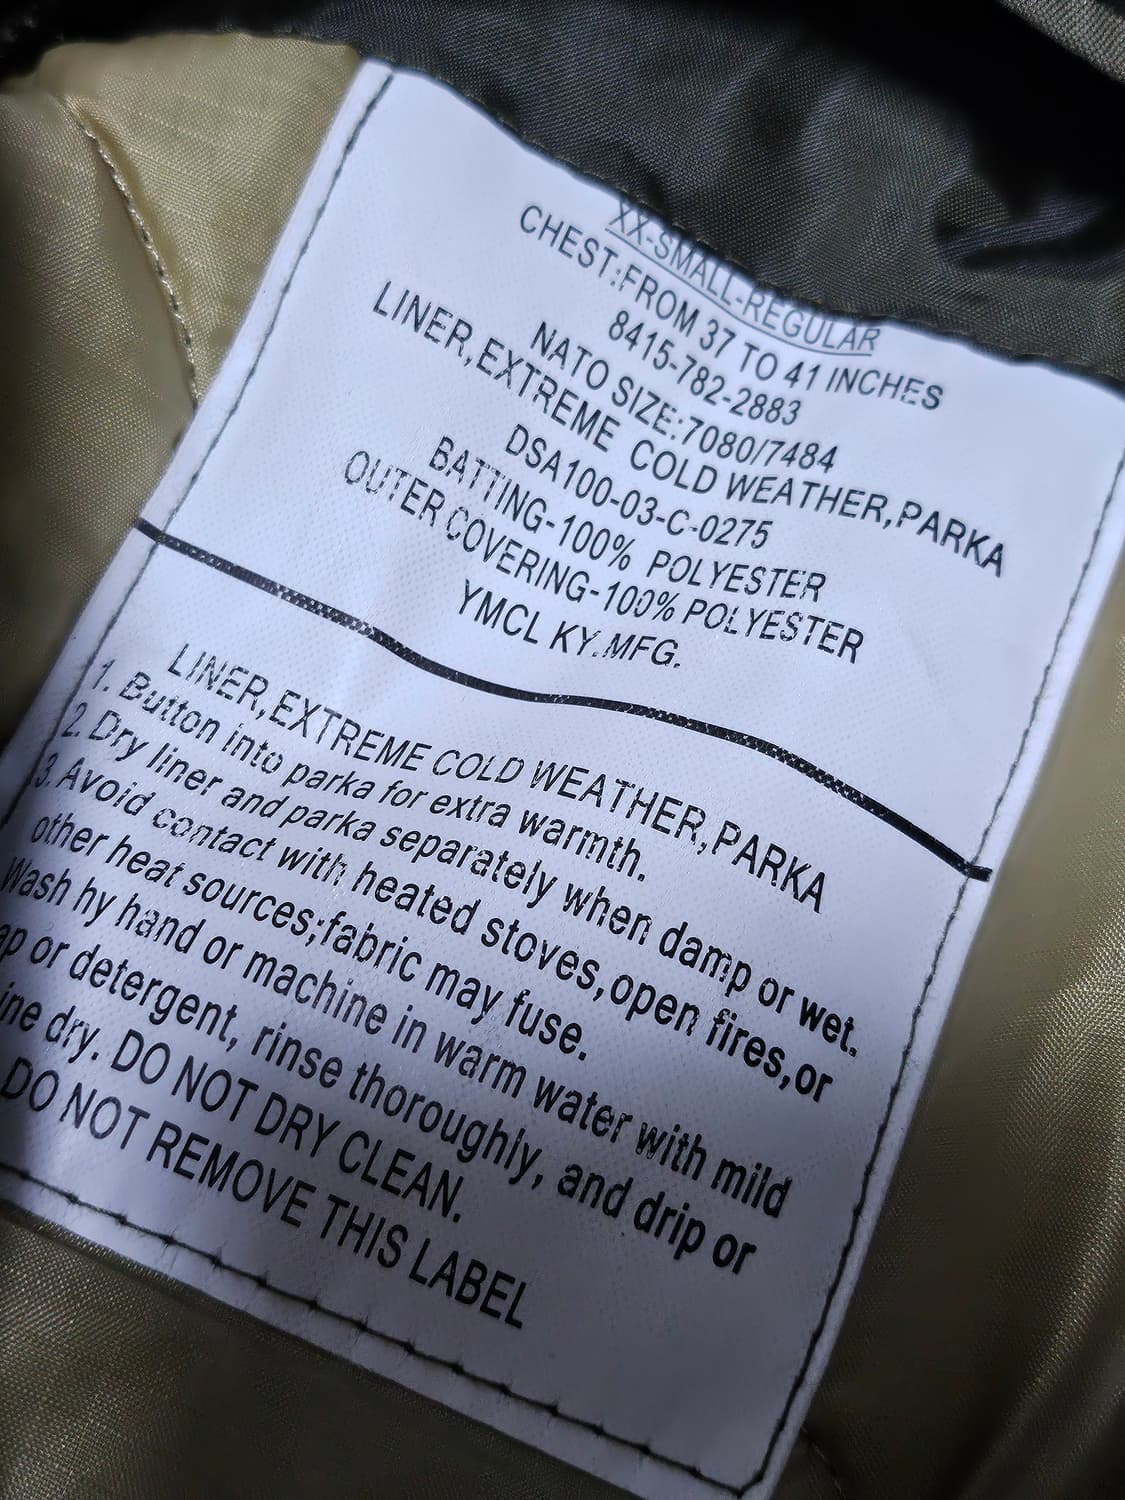 XX-SMALL-REGULAR
CHEST:FROM 37 TO 41 INCHES
8415-782-2883
NATO SIZE:7080/7484
LINER,EXTREME COLD WEATHER,PARKA
DSA100-03-C-0275
BATTING-100% POLYESTER
OUTER COVERING-100% POLYESTER
YMCL KY.MFG.
LINER,EXTREME COLD WEATHER,PARKA
1. Button into parka for extra warmth.
2. Dry liner and parka separately when damp or wet.
3. Avoid contact with heated stoves,open fires,or
other heat sources;fabric may fuse.
Wash hy hand or machine in warm water with mild
ap or detergent, rinse thoroughly, and drip or
ine dry. DO NOT DRY CLEAN.
DO NOT REMOVE THIS LABEL